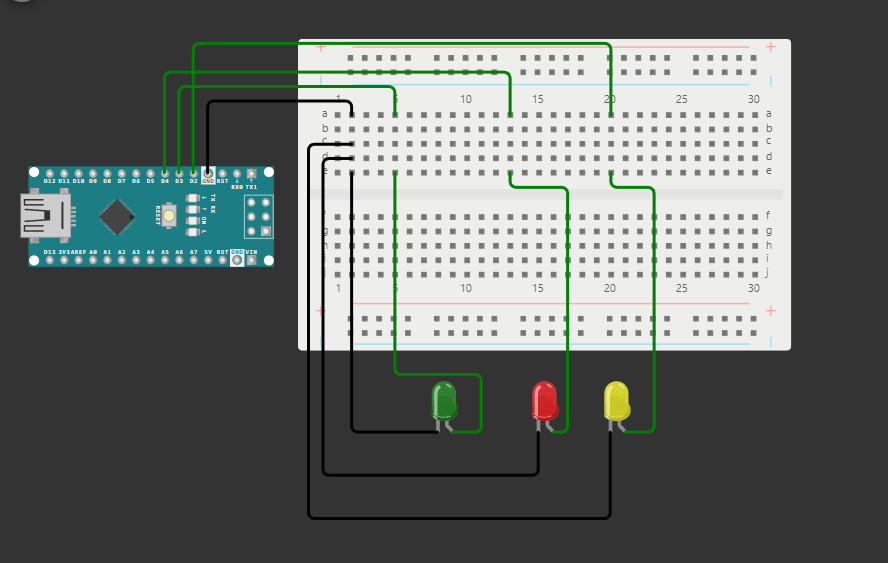 + +
1 5 10 15 20 25 30
a a
b b
c c
d d
e e
D12 D11 D10 D9 D8 D7 D6 D5 D4 D3 D2 GND RST RX0 TX1
RESET
TX RX
ON L
f f
g g
h h
i i
j
D13 3V3 AREF A0 A1 A2 A3 A4 A5 A6 A7 5V RST GND VIN
1 5 10 15 20 25 30
+ +